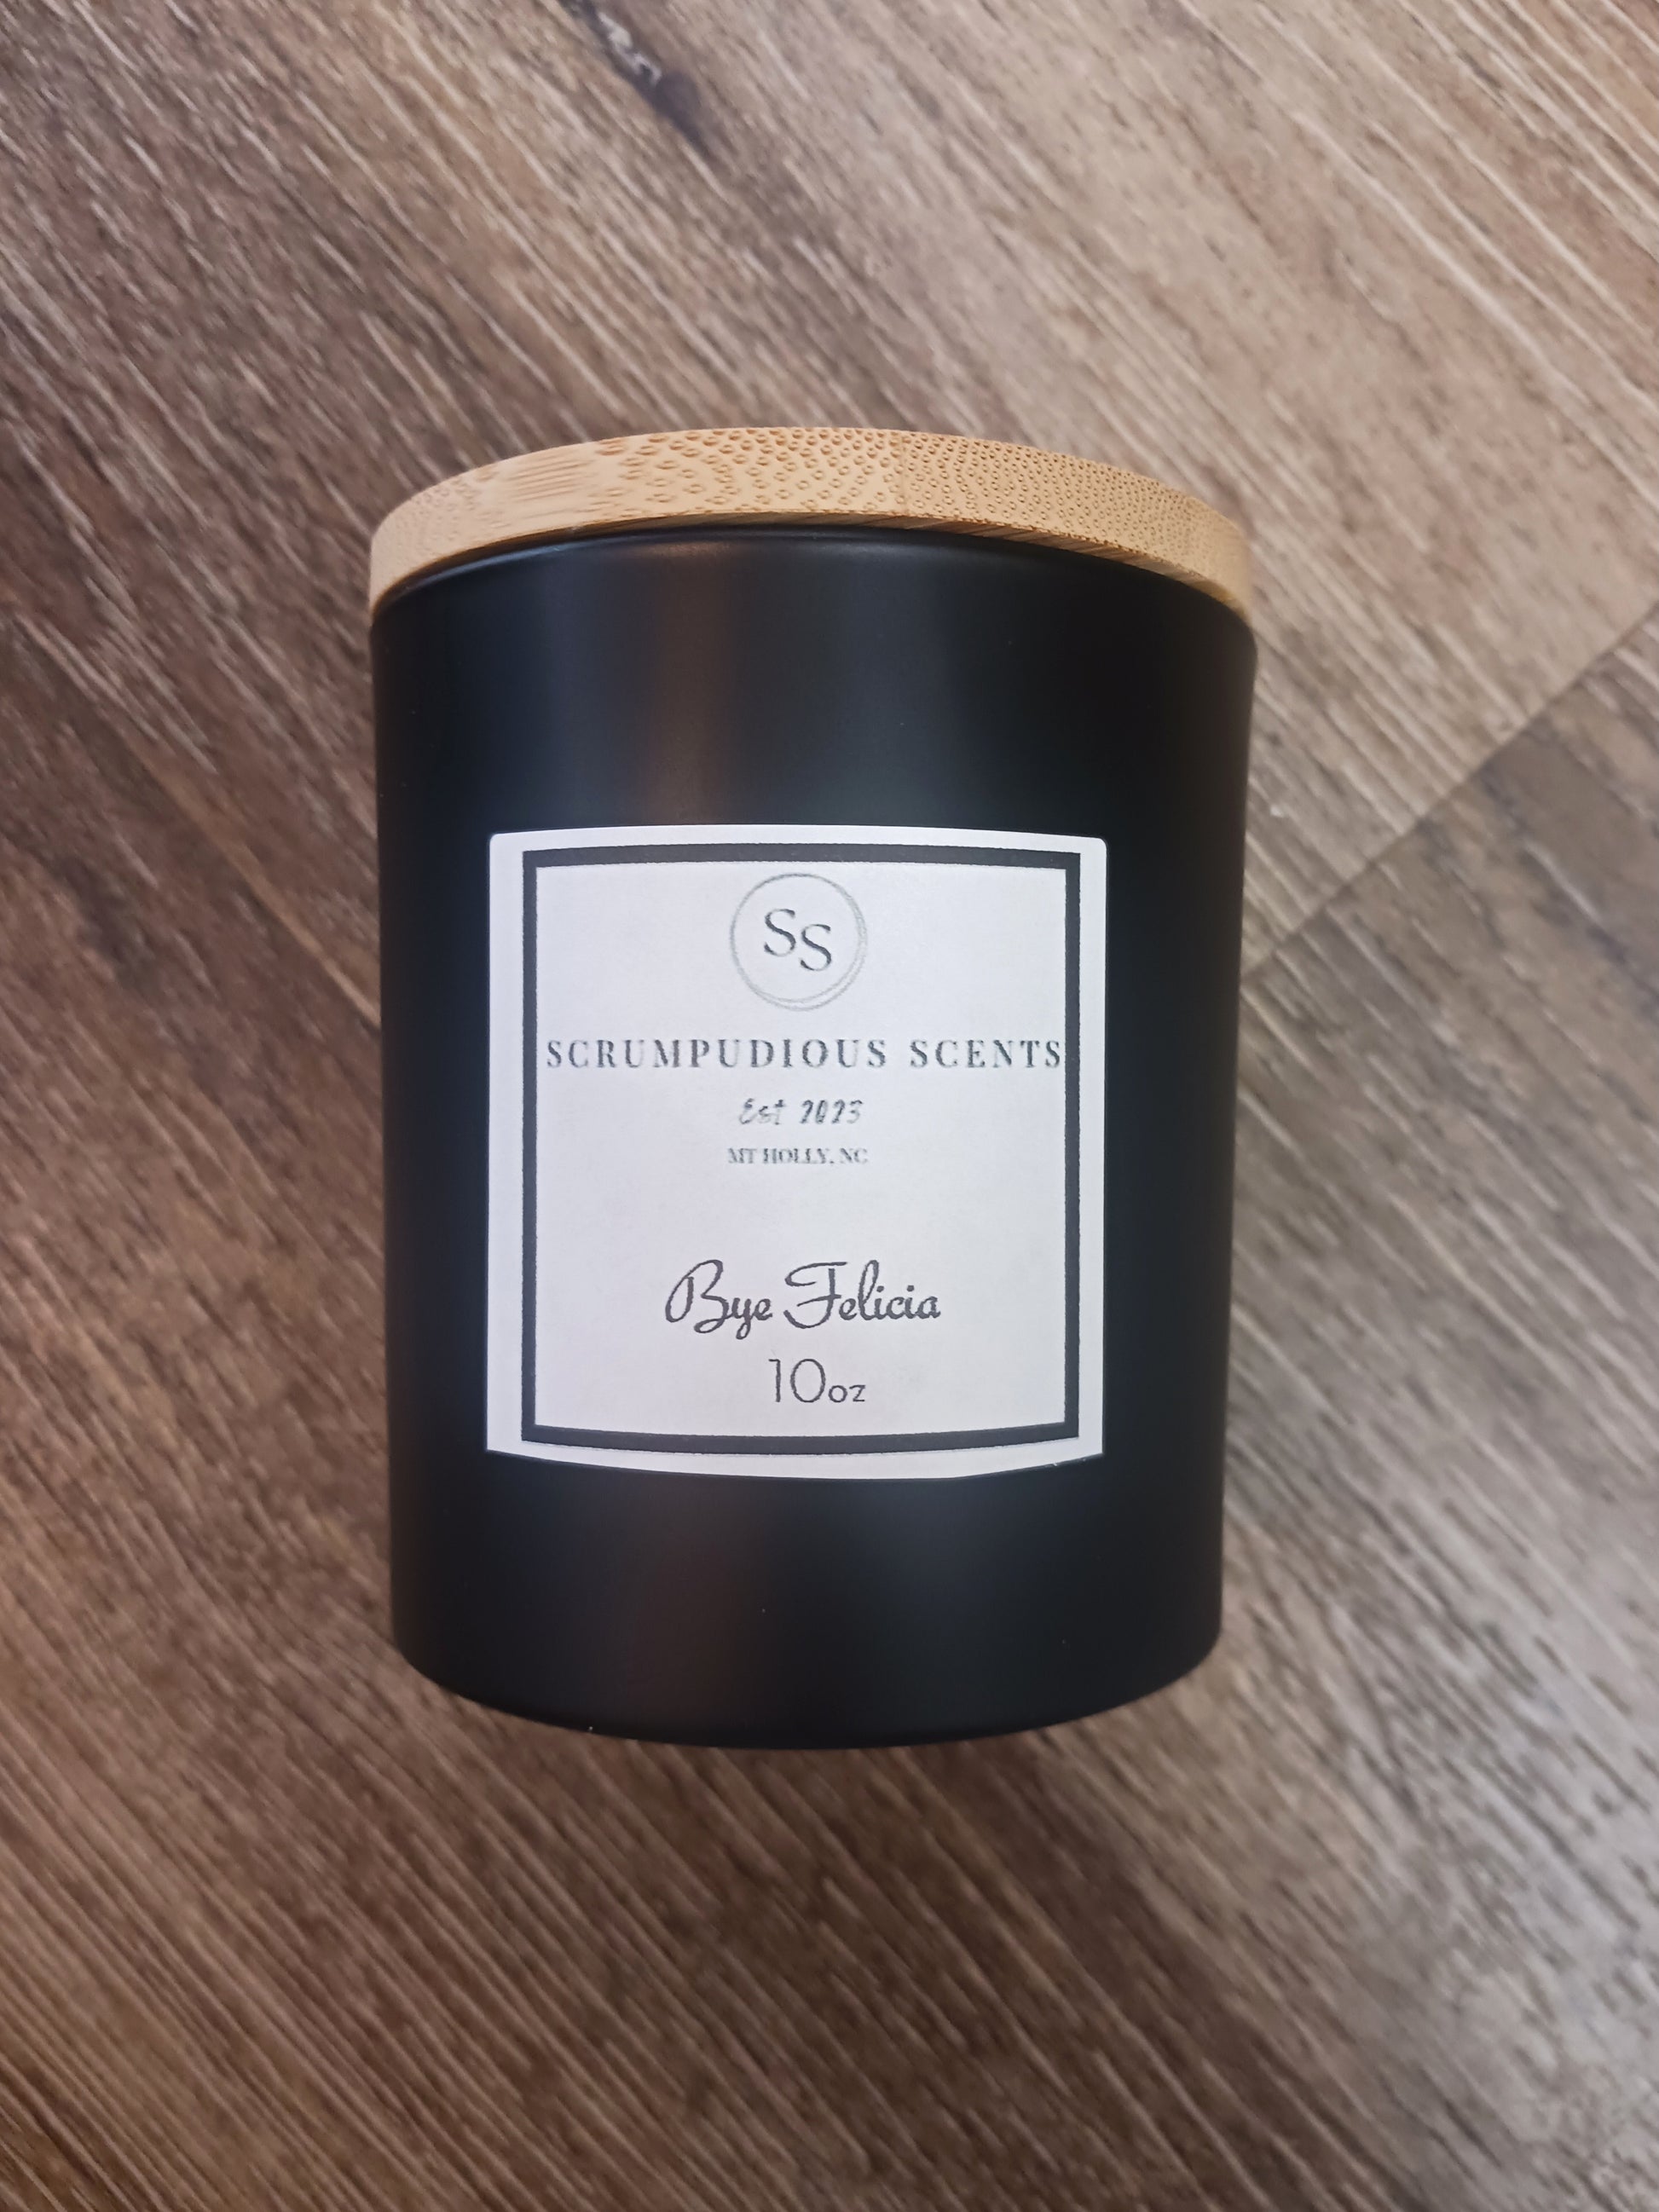 SS
SCRUMPUDIOUS SCENTS
Est 2023
MT HOLLY, NC
Bye Felicia
10oz